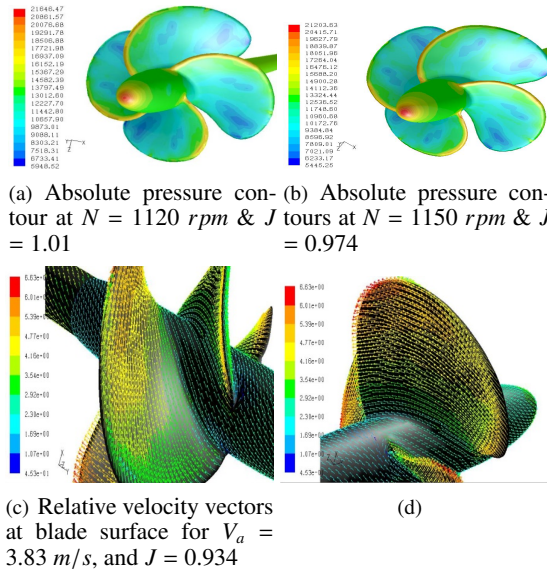 21646.47
20861.57
20076.68
19291.78
18506.88
17721.98
16937.09
16152.19
15367.29
14582.39
13797.49
13012.60
12227.70
11442.80
10657.90
9873.01
9088.11
8303.21
7518.31
6733.41
5948.52
21203.63
20415.71
19627.79
18839.87
18051.95
17264.04
16476.12
15688.20
14900.28
14112.36
13324.44
12536.52
11748.60
10960.68
10172.76
9384.84
8596.92
7809.01
7021.09
6233.17
5445.25
(a) Absolute pressure con-
tour at N = 1120 rpm & J
= 1.01
(b) Absolute pressure con-
tours at N = 1150 rpm & J
= 0.974
6.63e+00
6.01e+00
5.39e+00
4.77e+00
4.16e+00
3.54e+00
2.92e+00
2.30e+00
1.69e+00
1.07e+00
4.53e-01
6.63e+00
6.01e+00
5.39e+00
4.77e+00
4.16e+00
3.54e+00
2.92e+00
2.30e+00
1.69e+00
1.07e+00
4.53e-01
(c) Relative velocity vectors
at blade surface for Va =
3.83 m/s, and J = 0.934
(d)